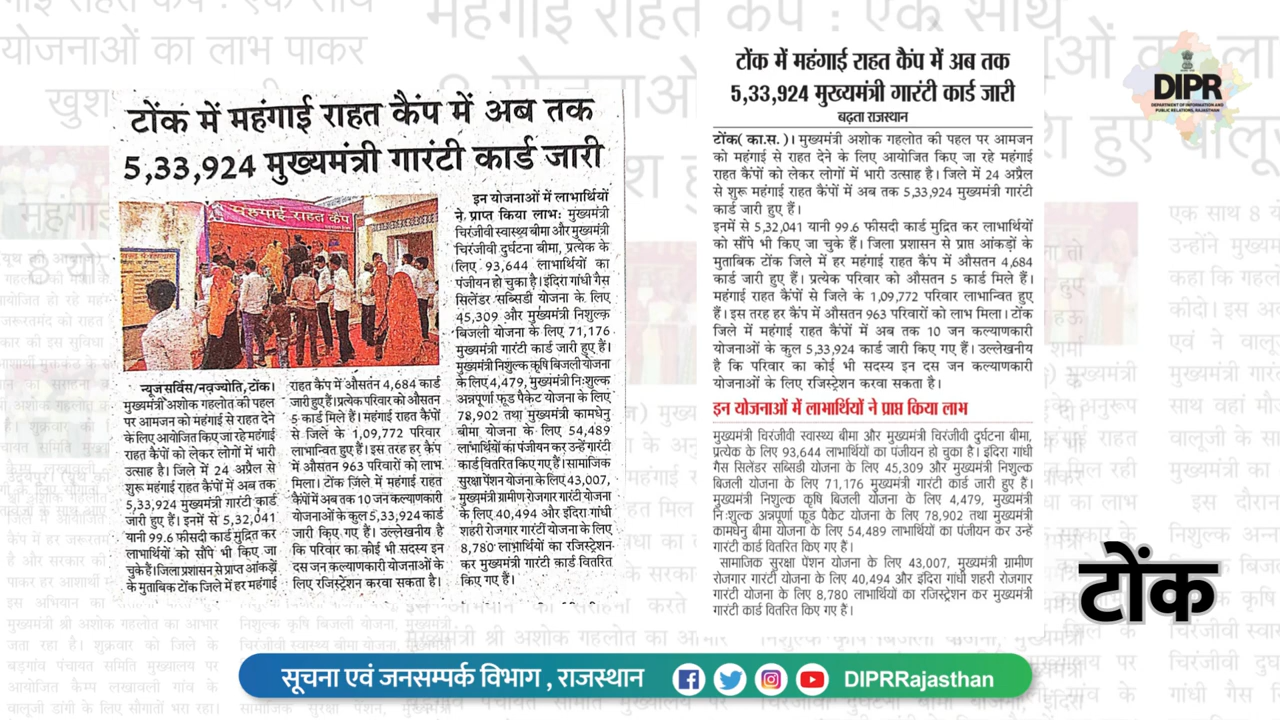 टोंक में महंगाई राहत कैंप में अब तक
5,33,924 मुख्यमंत्री गारंटी कार्ड जारी
महंगाई राहत कैंप
न्यूज सर्विस/नवज्योति, टोंक।
मुख्यमंत्री अशोक गहलोत की पहल
पर आमजन को महंगाई से राहत देने
के लिए आयोजित किए जा रहे महंगाई
राहत कैंपों को लेकर लोगों में भारी
उत्साह है। जिले में 24 अप्रैल से
शुरू महंगाई राहत कैंपों में अब तक
5,33,924 मुख्यमंत्री गारंटी कार्ड
जारी हुए हैं। इनमें से 5,32,041
यानी 99.6 फीसदी कार्ड मुद्रित कर
लाभार्थियों को सौंपे भी किए जा
चुके हैं। जिला प्रशासन से प्राप्त आंकड़ों
के मुताबिक टोंक जिले में हर महंगाई
राहत कैंप में औसतन 4,684 कार्ड
जारी हुए हैं। प्रत्येक परिवार को औसतन
5 कार्ड मिले हैं। महंगाई राहत कैंपों
से जिले के 1,09,772 परिवार
लाभान्वित हुए हैं। इस तरह हर कैंप
में औसतन 963 परिवारों को लाभ
मिला। टोंक जिले में महंगाई राहत
कैंपों में अब तक 10 जन कल्याणकारी
योजनाओं के कुल 5,33,924 कार्ड
जारी किए गए हैं। उल्लेखनीय है
कि परिवार का कोई भी सदस्य इन
दस जन कल्याणकारी योजनाओं के
लिए रजिस्ट्रेशन करवा सकता है।
इन योजनाओं में लाभार्थियों
ने प्राप्त किया लाभ: मुख्यमंत्री
चिरंजीवी स्वास्थ्य बीमा और मुख्यमंत्री
चिरंजीवी दुर्घटना बीमा, प्रत्येक के
लिए 93,644 लाभार्थियों का
पंजीयन हो चुका है। इंदिरा गांधी गैस
सिलेंडर सब्सिडी योजना के लिए
45,309 और मुख्यमंत्री निशुल्क
बिजली योजना के लिए 71,176
मुख्यमंत्री गारंटी कार्ड जारी हुए हैं।
मुख्यमंत्री निशुल्क कृषि बिजली योजना
के लिए 4,479, मुख्यमंत्री निःशुल्क
अन्नपूर्णा फूड पैकेट योजना के लिए
78,902 तथा मुख्यमंत्री कामधेनु
बीमा योजना के लिए 54,489
लाभार्थियों का पंजीयन कर उन्हें गारंटी
कार्ड वितरित किए गए हैं। सामाजिक
सुरक्षा पेंशन योजना के लिए 43,007,
मुख्यमंत्री ग्रामीण रोजगार गारंटी योजना
के लिए 40,494 और इंदिरा गांधी
शहरी रोजगार गारंटी योजना के लिए
8,780 लाभार्थियों का रजिस्ट्रेशन
कर मुख्यमंत्री गारंटी कार्ड वितरित
किए गए हैं।
टोंक में महंगाई राहत कैंप में अब तक
5,33,924 मुख्यमंत्री गारंटी कार्ड जारी
बढ़ता राजस्थान
टोंक( का.स. )। मुख्यमंत्री अशोक गहलोत की पहल पर आमजन
को महंगाई से राहत देने के लिए आयोजित किए जा रहे महंगाई
राहत कैंपों को लेकर लोगों में भारी उत्साह है। जिले में 24 अप्रैल
से शुरू महंगाई राहत कैंपों में अब तक 5,33,924 मुख्यमंत्री गारंटी
कार्ड जारी हुए हैं।
इनमें से 5,32,041 यानी 99.6 फीसदी कार्ड मुद्रित कर लाभार्थियों
को सौंपे भी किए जा चुके हैं। जिला प्रशासन से प्राप्त आंकड़ों के
मुताबिक टोंक जिले में हर महंगाई राहत कैंप में औसतन 4,684
कार्ड जारी हुए हैं। प्रत्येक परिवार को औसतन 5 कार्ड मिले हैं।
महंगाई राहत कैंपों से जिले के 1,09,772 परिवार लाभान्वित हुए
हैं। इस तरह हर कैंप में औसतन 963 परिवारों को लाभ मिला। टोंक
जिले में महंगाई राहत कैंपों में अब तक 10 जन कल्याणकारी
योजनाओं के कुल 5,33,924 कार्ड जारी किए गए हैं। उल्लेखनीय
है कि परिवार का कोई भी सदस्य इन दस जन कल्याणकारी
योजनाओं के लिए रजिस्ट्रेशन करवा सकता है।
इन योजनाओं में लाभार्थियों ने प्राप्त किया लाभ
मुख्यमंत्री चिरंजीवी स्वास्थ्य बीमा और मुख्यमंत्री चिरंजीवी दुर्घटना बीमा,
प्रत्येक के लिए 93,644 लाभार्थियों का पंजीयन हो चुका है। इंदिरा गांधी
गैस सिलेंडर सब्सिडी योजना के लिए 45,309 और मुख्यमंत्री निशुल्क
बिजली योजना के लिए 71,176 मुख्यमंत्री गारंटी कार्ड जारी हुए हैं।
मुख्यमंत्री निशुल्क कृषि बिजली योजना के लिए 4,479, मुख्यमंत्री
निःशुल्क अन्नपूर्णा फूड पैकेट योजना के लिए 78,902 तथा मुख्यमंत्री
कामधेनु बीमा योजना के लिए 54,489 लाभार्थियों का पंजीयन कर उन्हें
गारंटी कार्ड वितरित किए गए हैं।
सामाजिक सुरक्षा पेंशन योजना के लिए 43,007, मुख्यमंत्री ग्रामीण
रोजगार गारंटी योजना के लिए 40,494 और इंदिरा गांधी शहरी रोजगार
गारंटी योजना के लिए 8,780 लाभार्थियों का रजिस्ट्रेशन कर मुख्यमंत्री
गारंटी कार्ड वितरित किए गए हैं।
DIPR
DEPARTMENT OF INFORMATION AND
PUBLIC RELATIONS, RAJASTHAN
टोंक
सूचना एवं जनसम्पर्क विभाग , राजस्थान
DIPRRajasthan